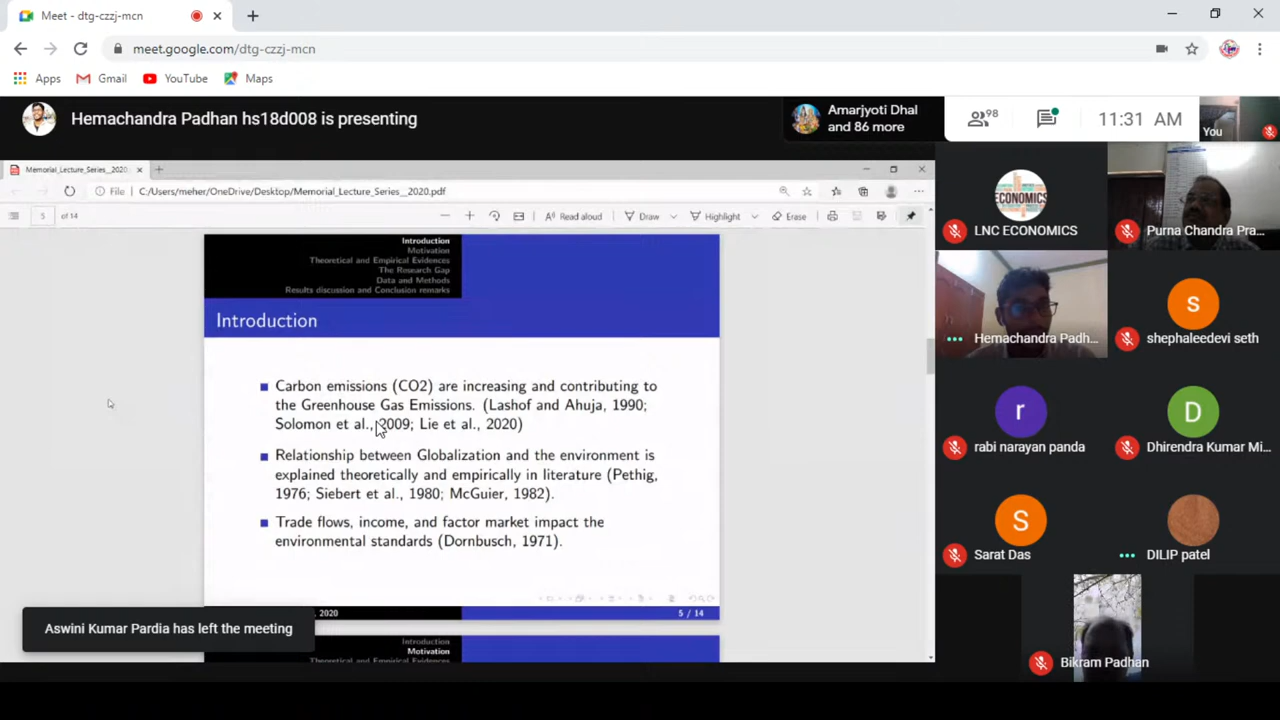 Meet - dtg-czzj-mcn
meet.google.com/dtg-czzj-mcn
Apps Gmail YouTube Maps
Hemachandra Padhan hs18d008 is presenting
Amarjyoti Dhal
and 86 more
98
11:31 AM
You
Memorial_Lecture_Series__2020.
File C:/Users/meher/OneDrive/Desktop/Memorial_Lecture_Series__2020.pdf
5 of 14
Read aloud Draw Highlight Erase
Introduction
Motivation
Theoretical and Empirical Evidences
The Research Gap
Data and Methods
Results discussion and Conclusion remarks
Introduction
Carbon emissions (CO2) are increasing and contributing to
the Greenhouse Gas Emissions. (Lashof and Ahuja, 1990;
Solomon et al., 2009; Lie et al., 2020)
Relationship between Globalization and the environment is
explained theoretically and empirically in literature (Pethig,
1976; Siebert et al., 1980; McGuier, 1982).
Trade flows, income, and factor market impact the
environmental standards (Dornbusch, 1971).
, 2020
5 / 14
Introduction
Motivation
Aswini Kumar Pardia has left the meeting
ECONOMICS
LNC ECONOMICS
Purna Chandra Pra...
Hemachandra Padh...
s
shephaleedevi seth
r
rabi narayan panda
D
Dhirendra Kumar Mi...
S
Sarat Das
DILIP patel
Bikram Padhan